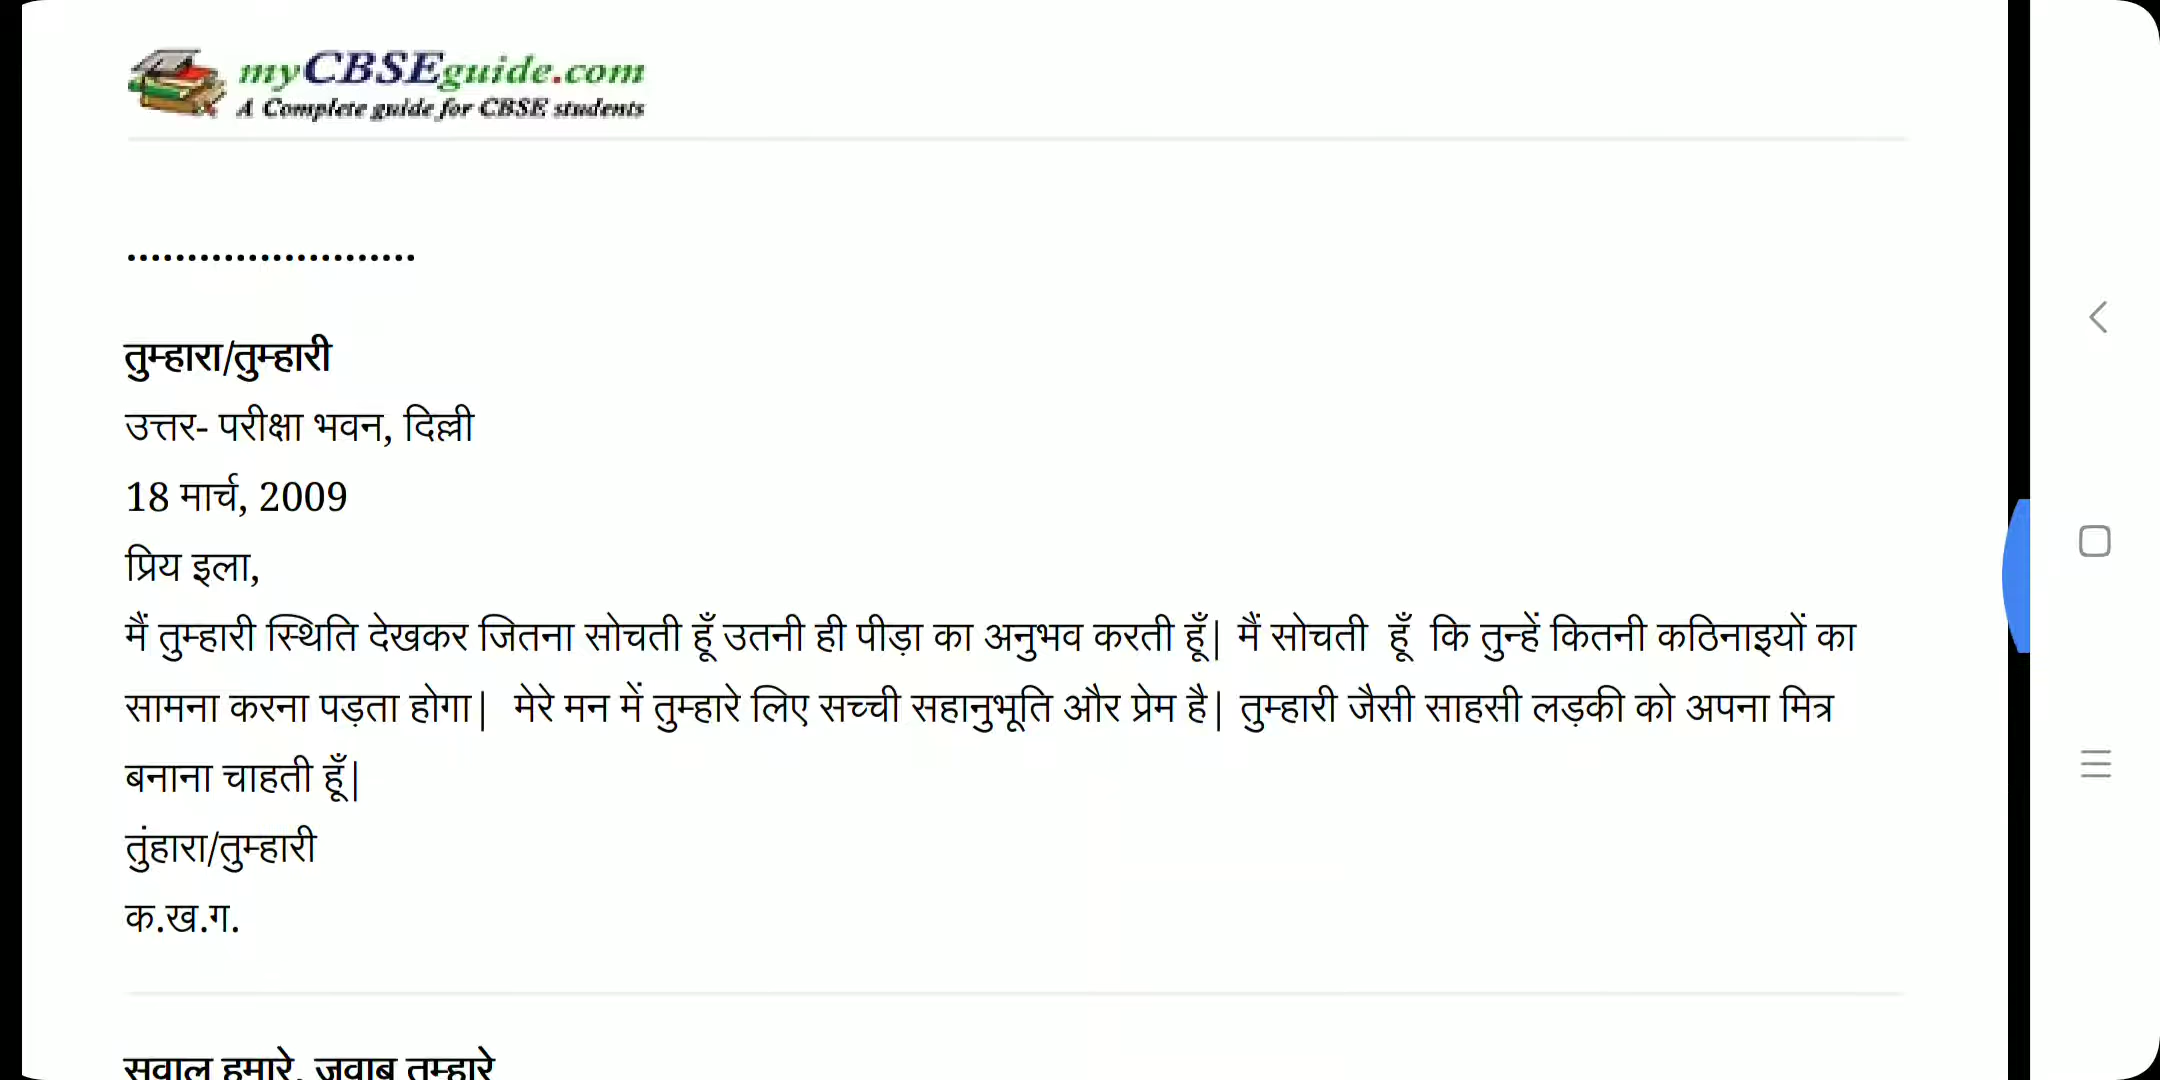 myCBSEguide.com
A Complete guide for CBSE students
........................
तुम्हारा/तुम्हारी
उत्तर- परीक्षा भवन, दिल्ली
18 मार्च, 2009
प्रिय इला,
मैं तुम्हारी स्थिति देखकर जितना सोचती हूँ उतनी ही पीड़ा का अनुभव करती हूँ| मैं सोचती हूँ कि तुन्हें कितनी कठिनाइयों का
सामना करना पड़ता होगा| मेरे मन में तुम्हारे लिए सच्ची सहानुभूति और प्रेम है| तुम्हारी जैसी साहसी लड़की को अपना मित्र
बनाना चाहती हूँ|
तुंहारा/तुम्हारी
क.ख.ग.
सवाल हमारे, जवाब तुम्हारे